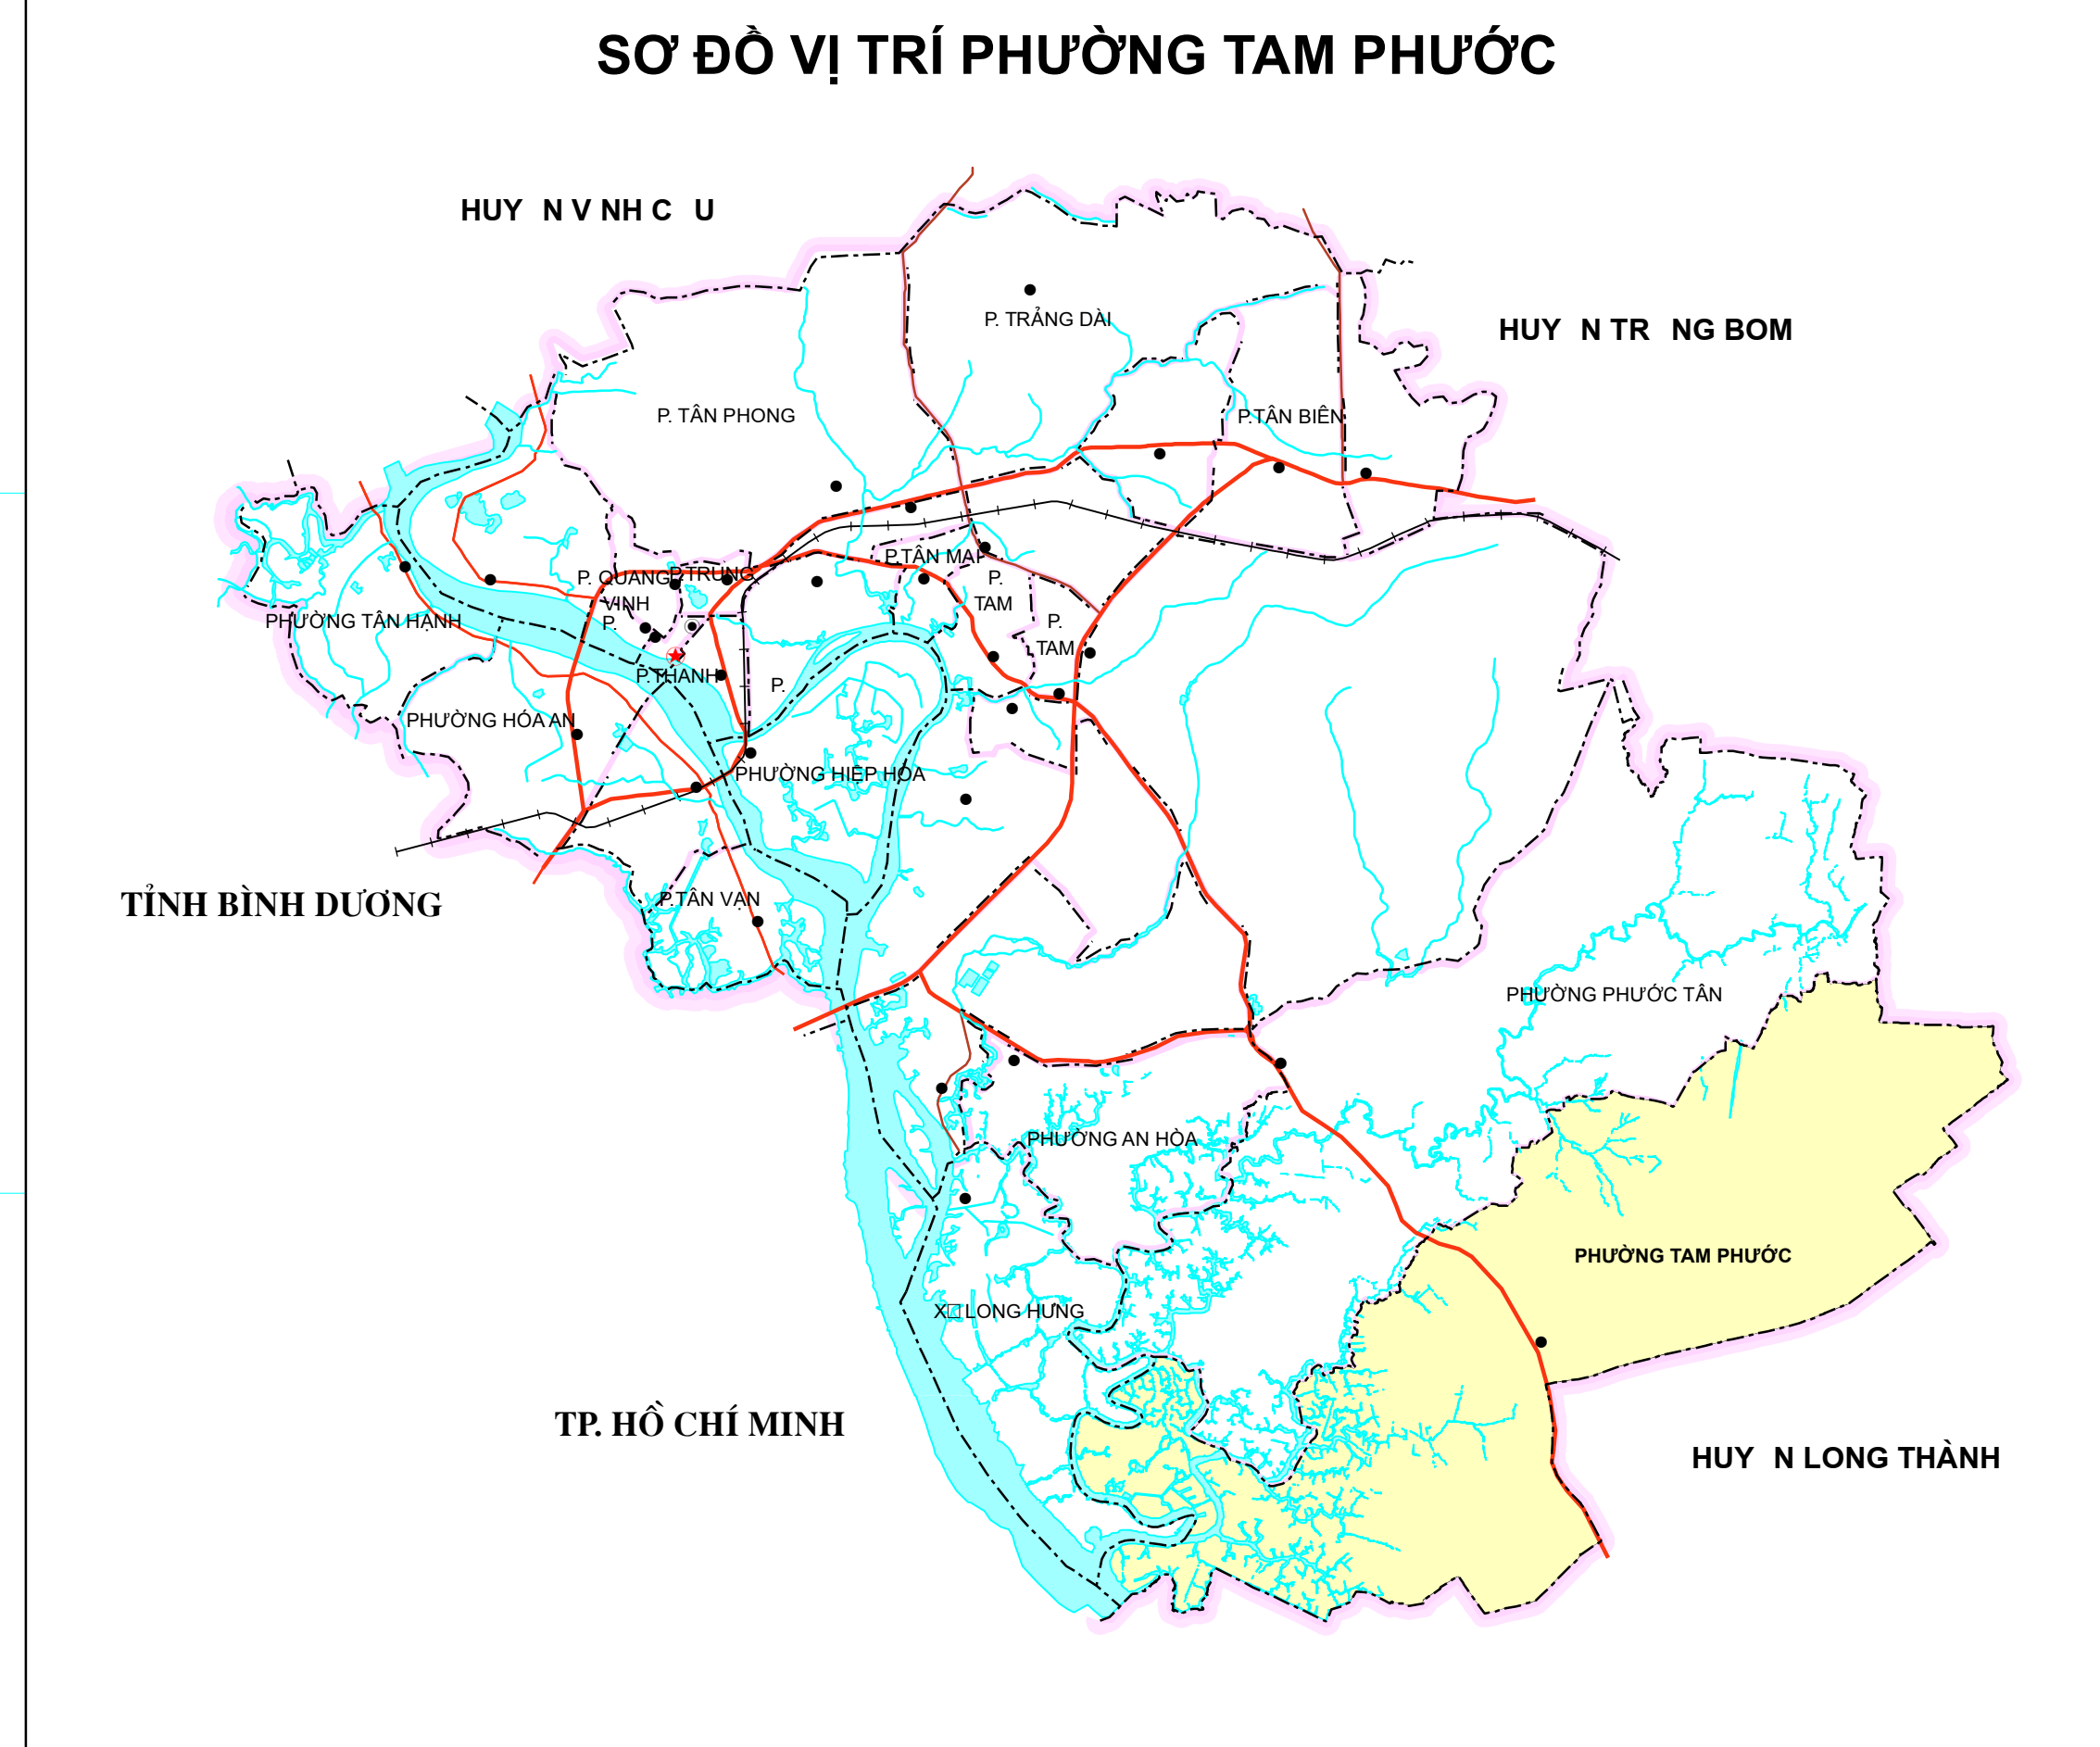 SƠ ĐỒ VỊ TRÍ PHƯỜNG TAM PHƯỚC
HUY N V NH C U
P. TRẢNG DÀI
HUY N TR NG BOM
P. TÂN PHONG
P.TÂN BIÊN
P.TÂN MAI
P. QUANG
VINH
P.TRUNG
P.
TAM
P.
TAM
P.
PHƯỜNG TÂN HẠNH
P.THANH
P.
PHƯỜNG HÓA AN
PHƯỜNG HIỆP HÒA
TỈNH BÌNH DƯƠNG
P.TÂN VẠN
PHƯỜNG PHƯỚC TÂN
PHƯỜNG AN HÒA
PHƯỜNG TAM PHƯỚC
X□ LONG HƯNG
TP. HỒ CHÍ MINH
HUY N LONG THÀNH